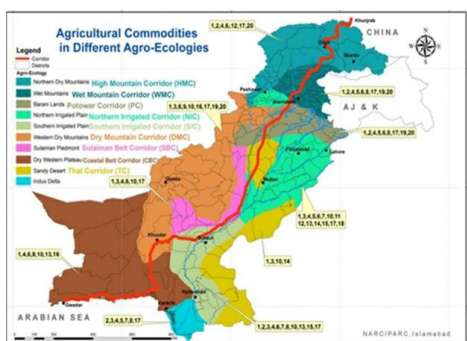 Agricultural Commodities
in Different Agro-Ecologies
Legend
Corridor
Districts
Agro-Ecology
Northern Dry Mountains High Mountain Corridor (HMC)
Wet Mountains Wet Mountain Corridor (WMC)
Barani Lands Potowar Corridor (PC)
Northern Irrigated Plain Northern Irrigated Corridor (NIC)
Southern Irrigated Plain Southern Irrigated Corridor (SIC)
Western Dry Mountains Dry Mountain Corridor (DMC)
Sulaiman Piedmont Sulaiman Belt Corridor (SBC)
Dry Western Plateau Coastal Belt Corridor (CBC)
Sandy Desert Thal Corridor (TC)
Indus Delta
1,2,4,6,12,17,20
Khunjrab
CHINA
Gilgit
Skardu
Peshawar
Islamabad
1,2,4,5,6,8,17,19,20
AJ & K
1,3,6,9,10,16,17,19,20
1,2,4,5,6,8,17,19,20
Faisalabad
Lahore
Quetta
Multan
1,3,4,6,10,17
1,3,4,5,6,7,10,11
12,13,14,15,17,18
Khuzdar
Sukkur
1,4,6,9,10,13,16
1,3,10,14
Gwadar
Karachi
Hyderabad
ARABIAN SEA
2,3,4,5,7,8,17
1,2,3,4,6,7,8,10,13,15,17
NARC/PARC, Islamabad